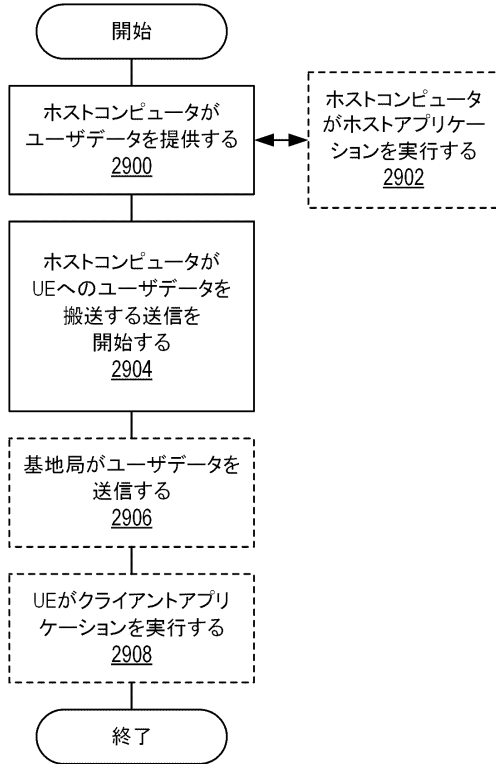 開始
ホストコンピュータが
ユーザデータを提供する
2900
ホストコンピュータ
がホストアプリケー
ションを実行する
2902
ホストコンピュータが
UEへのユーザデータを
搬送する送信を
開始する
2904
基地局がユーザデータを
送信する
2906
UEがクライアントアプリ
ケーションを実行する
2908
終了